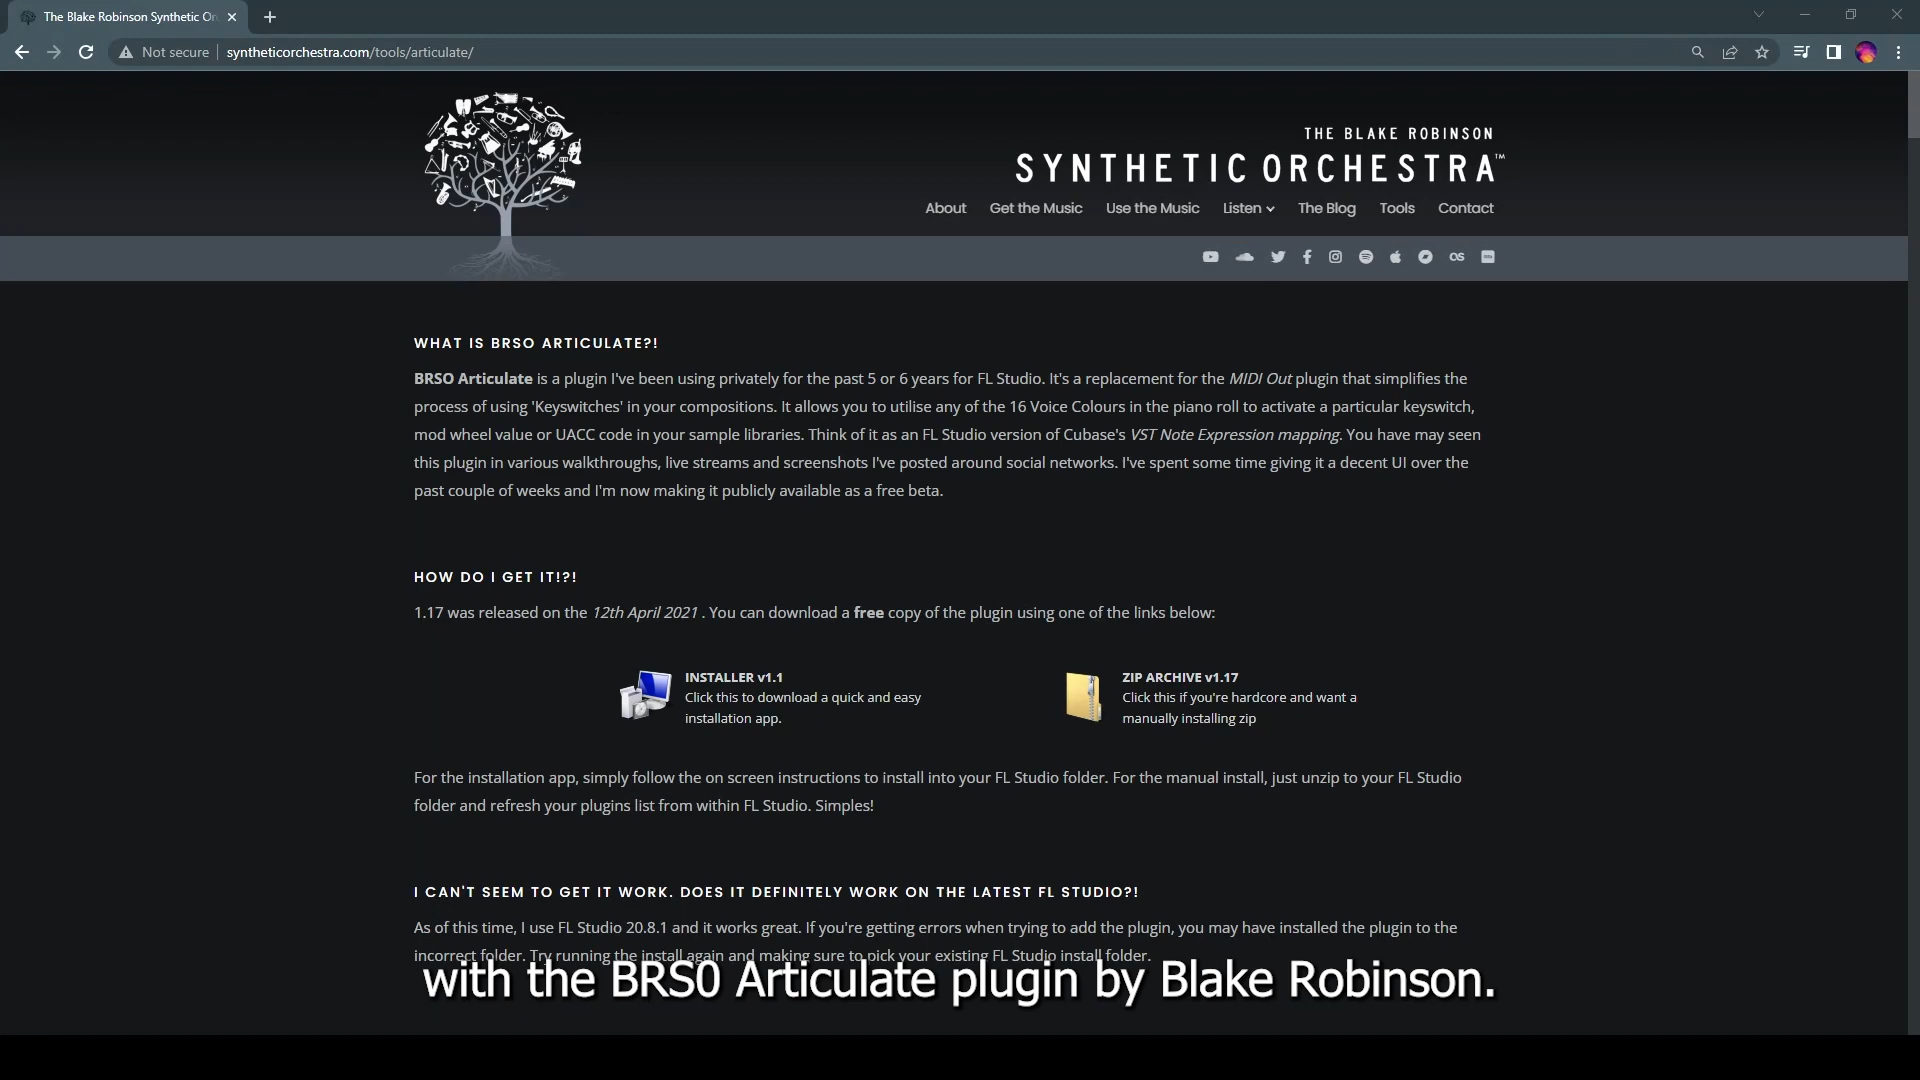 The Blake Robinson Synthetic Or
Not secure
syntheticorchestra.com/tools/articulate/
THE BLAKE ROBINSON
SYNTHETIC ORCHESTRA™
About Get the Music Use the Music Listen The Blog Tools Contact
WHAT IS BRSO ARTICULATE?!
BRSO Articulate is a plugin I've been using privately for the past 5 or 6 years for FL Studio. It's a replacement for the MIDI Out plugin that simplifies the
process of using 'Keyswitches' in your compositions. It allows you to utilise any of the 16 Voice Colours in the piano roll to activate a particular keyswitch,
mod wheel value or UACC code in your sample libraries. Think of it as an FL Studio version of Cubase's VST Note Expression mapping. You have may seen
this plugin in various walkthroughs, live streams and screenshots I've posted around social networks. I've spent some time giving it a decent UI over the
past couple of weeks and I'm now making it publicly available as a free beta.
HOW DO I GET IT!?!
1.17 was released on the 12th April 2021 . You can download a free copy of the plugin using one of the links below:
INSTALLER v1.1
Click this to download a quick and easy
installation app.
ZIP ARCHIVE v1.17
Click this if you're hardcore and want a
manually installing zip
For the installation app, simply follow the on screen instructions to install into your FL Studio folder. For the manual install, just unzip to your FL Studio
folder and refresh your plugins list from within FL Studio. Simples!
I CAN'T SEEM TO GET IT WORK. DOES IT DEFINITELY WORK ON THE LATEST FL STUDIO?!
As of this time, I use FL Studio 20.8.1 and it works great. If you're getting errors when trying to add the plugin, you may have installed the plugin to the
incorrect folder. Try running the install again and making sure to pick your existing FL Studio install folder.
with the BRS0 Articulate plugin by Blake Robinson.